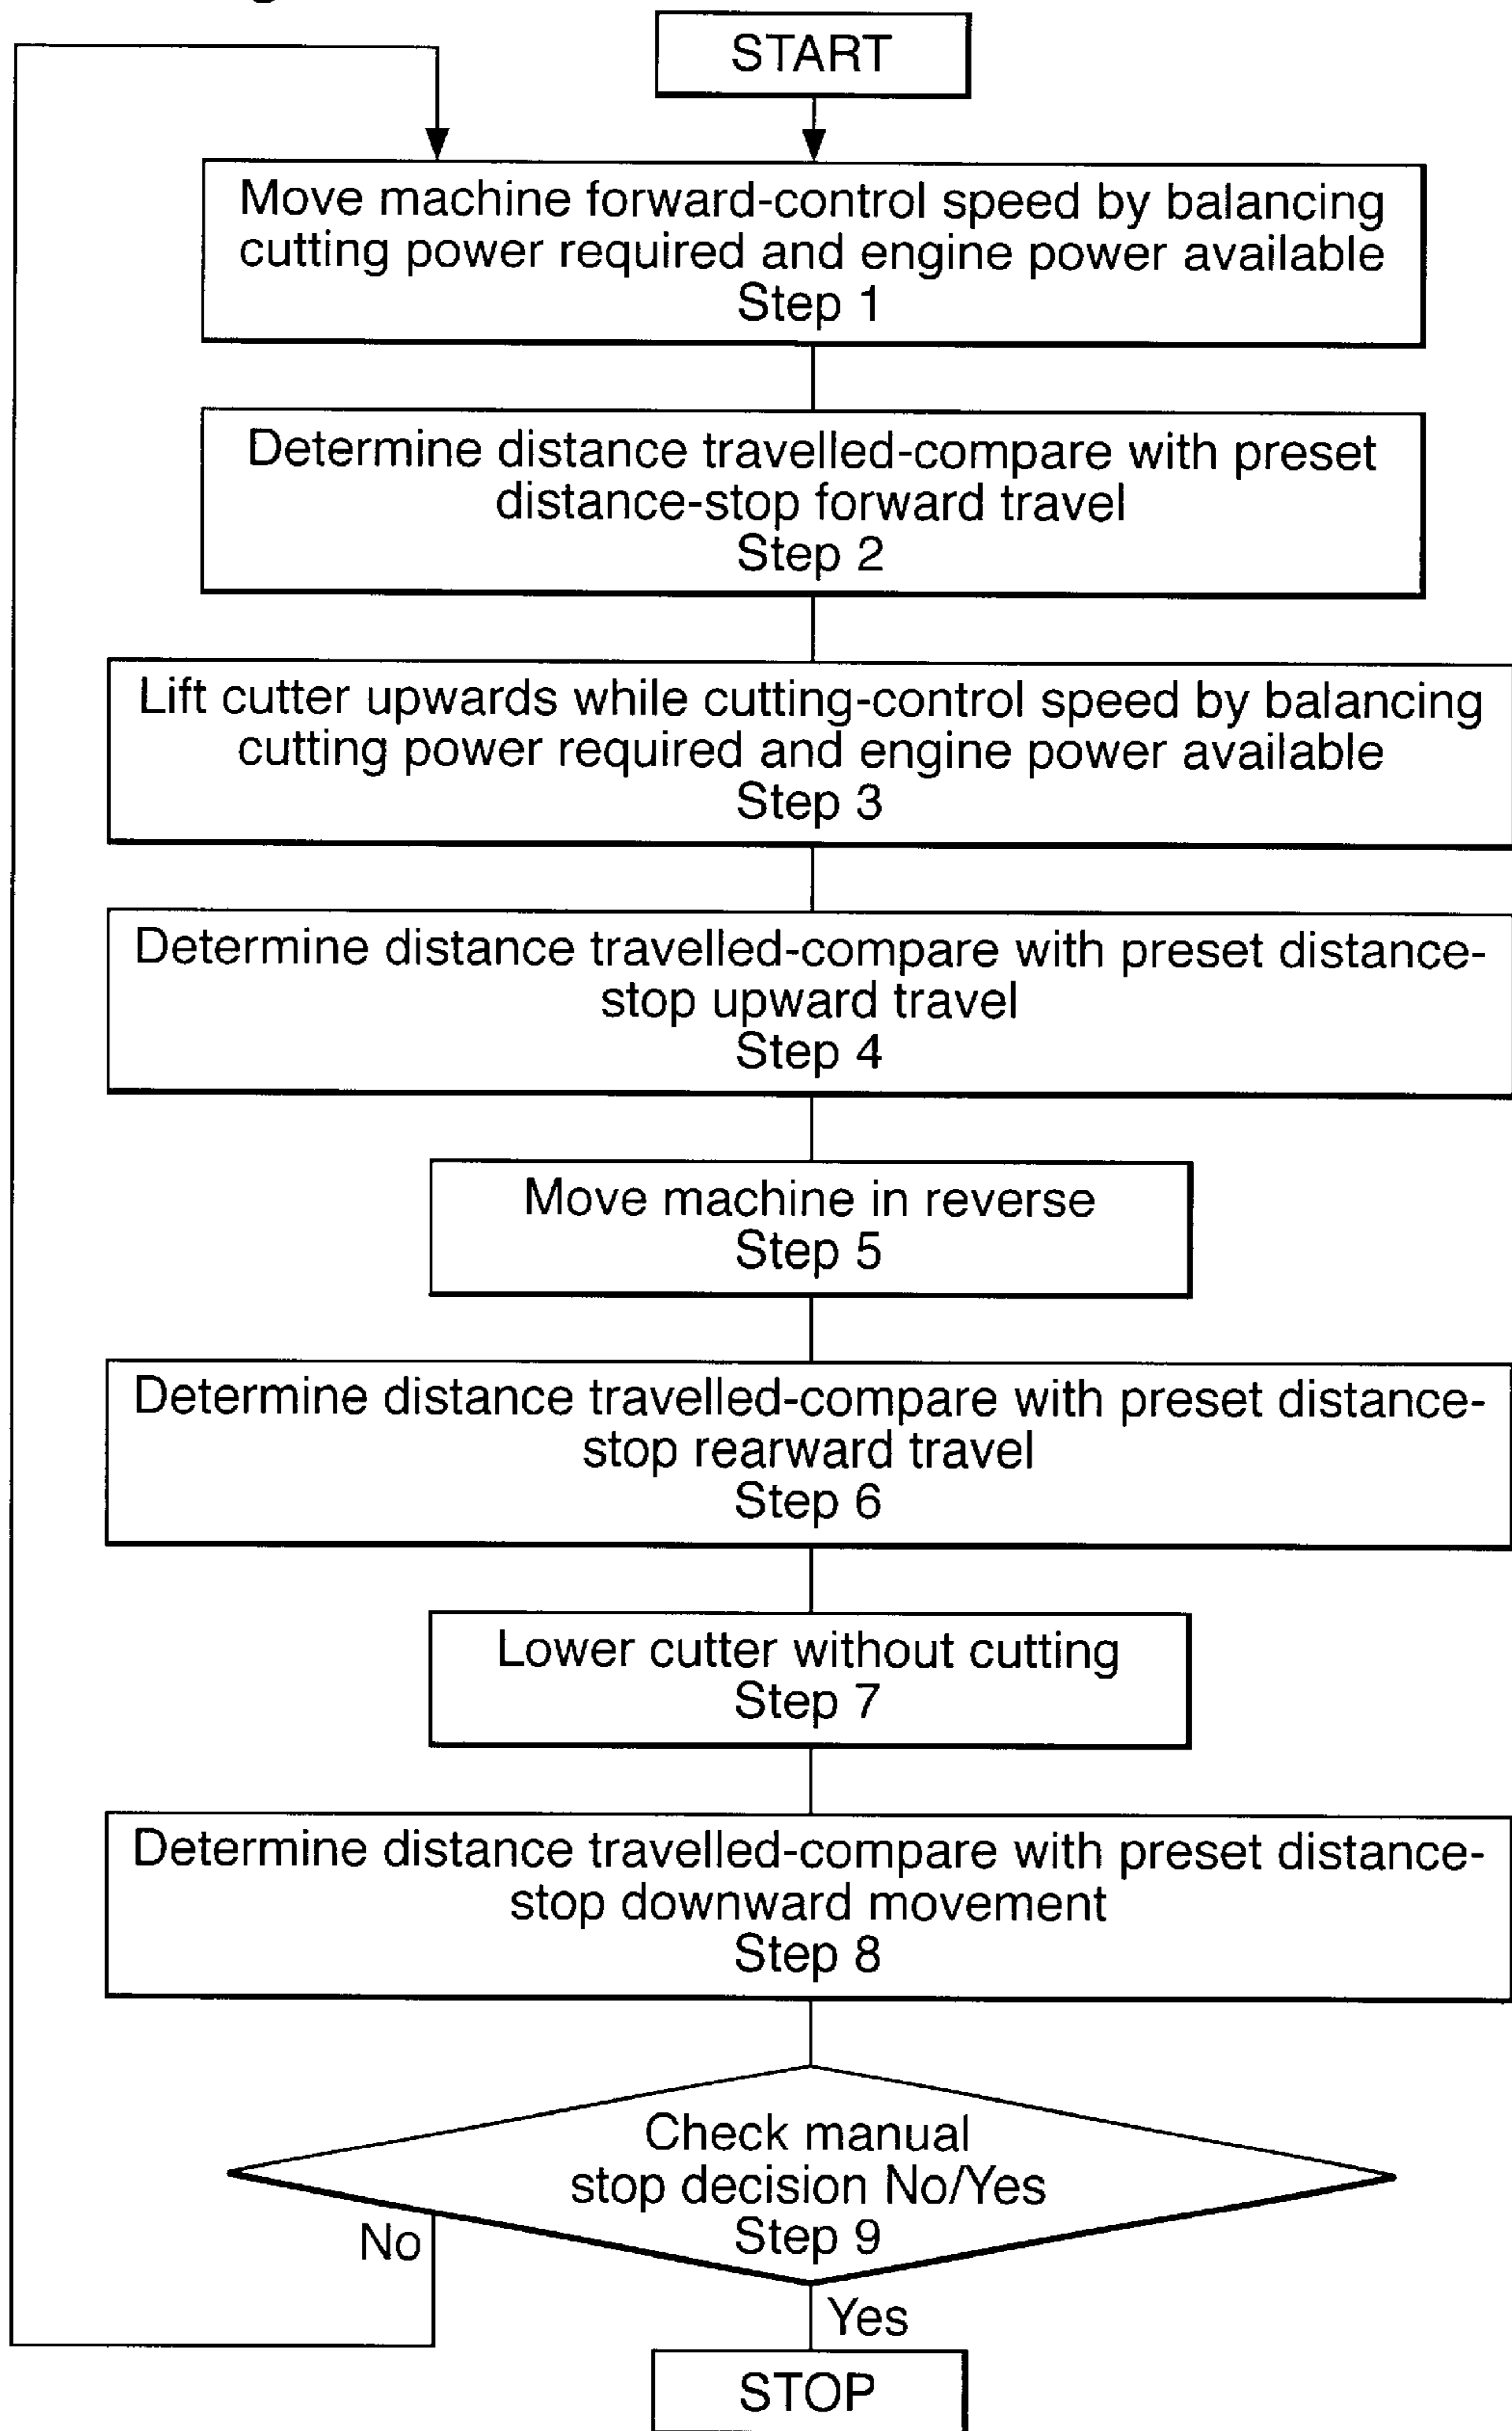 START
Move machine forward-control speed by balancing
cutting power required and engine power available
Step 1
Determine distance travelled-compare with preset
distance-stop forward travel
Step 2
Lift cutter upwards while cutting-control speed by balancing
cutting power required and engine power available
Step 3
Determine distance travelled-compare with preset distance-
stop upward travel
Step 4
Move machine in reverse
Step 5
Determine distance travelled-compare with preset distance-
stop rearward travel
Step 6
Lower cutter without cutting
Step 7
Determine distance travelled-compare with preset distance-
stop downward movement
Step 8
Check manual
stop decision No/Yes
Step 9
No
Yes
STOP